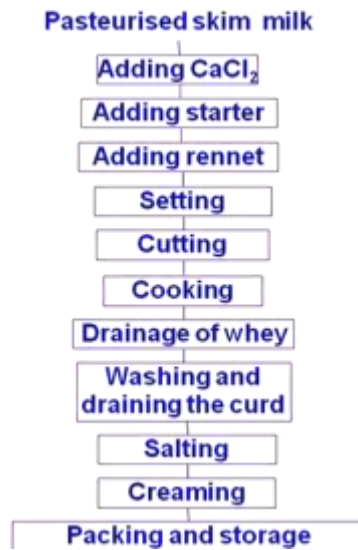 Pasteurised skim milk
Adding CaCl₂
Adding starter
Adding rennet
Setting
Cutting
Cooking
Drainage of whey
Washing and
draining the curd
Salting
Creaming
Packing and storage